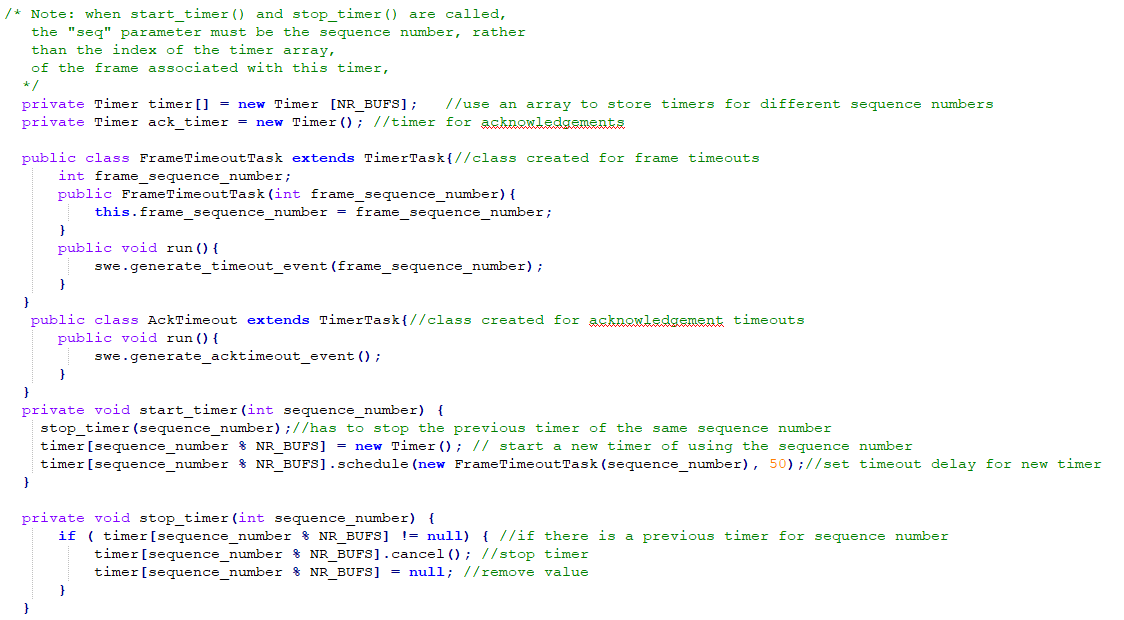 /* Note: when start_timer() and stop_timer() are called,
   the "seq" parameter must be the sequence number, rather
   than the index of the timer array,
   of the frame associated with this timer,
  */
  private Timer timer[] = new Timer [NR_BUFS];   //use an array to store timers for different sequence numbers
  private Timer ack_timer = new Timer(); //timer for acknowledgements

  public class FrameTimeoutTask extends TimerTask{//class created for frame timeouts
      int frame_sequence_number;
      public FrameTimeoutTask(int frame_sequence_number){
          this.frame_sequence_number = frame_sequence_number;
      }
      public void run(){
          swe.generate_timeout_event(frame_sequence_number);
      }
  }
   public class AckTimeout extends TimerTask{//class created for acknowledgement timeouts
      public void run(){
          swe.generate_acktimeout_event();
      }
  }
  private void start_timer(int sequence_number) {
    stop_timer(sequence_number);//has to stop the previous timer of the same sequence number
    timer[sequence_number % NR_BUFS] = new Timer(); // start a new timer of using the sequence number
    timer[sequence_number % NR_BUFS].schedule(new FrameTimeoutTask(sequence_number), 50);//set timeout delay for new timer
  }

  private void stop_timer(int sequence_number) {
      if ( timer[sequence_number % NR_BUFS] != null) { //if there is a previous timer for sequence number
          timer[sequence_number % NR_BUFS].cancel(); //stop timer
          timer[sequence_number % NR_BUFS] = null; //remove value
      }
  }